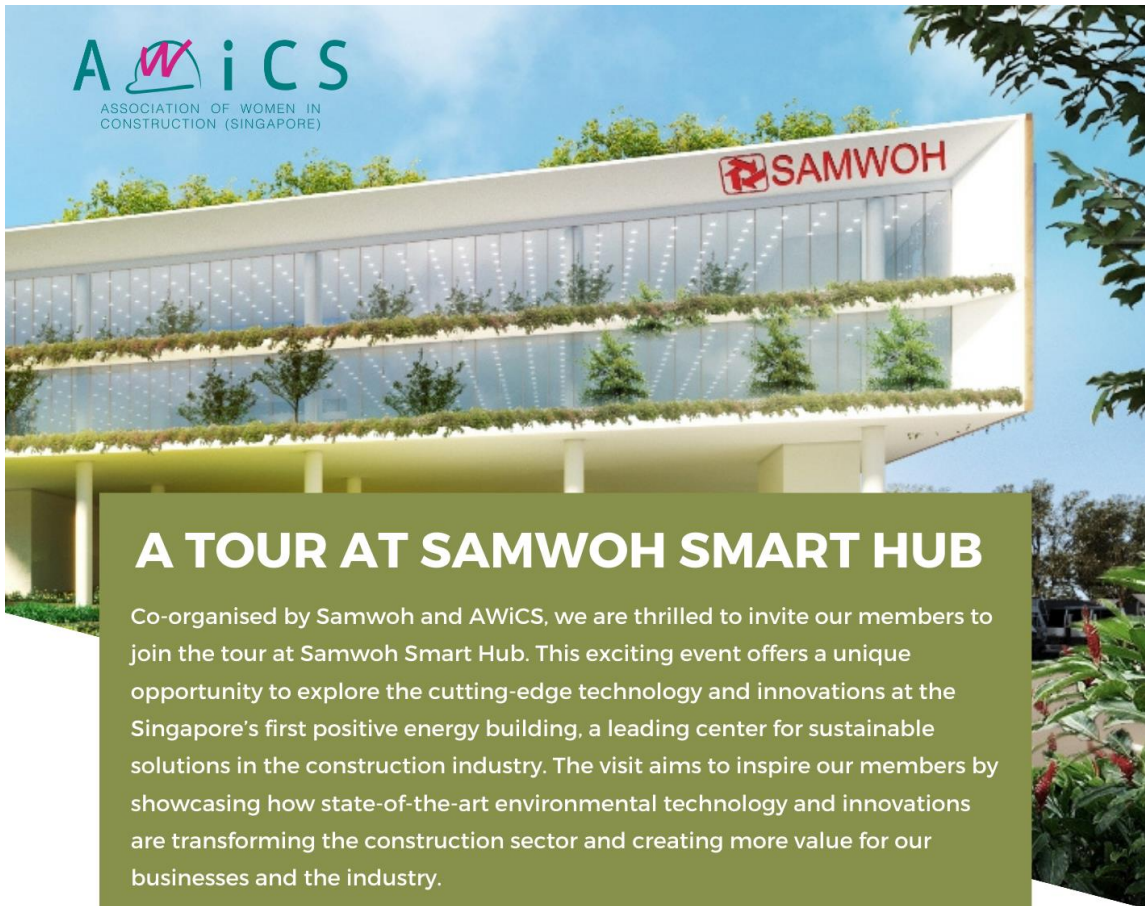 AWiCS
ASSOCIATION OF WOMEN IN
CONSTRUCTION (SINGAPORE)
SAMWOH
A TOUR AT SAMWOH SMART HUB
Co-organised by Samwoh and AWiCS, we are thrilled to invite our members to
join the tour at Samwoh Smart Hub. This exciting event offers a unique
opportunity to explore the cutting-edge technology and innovations at the
Singapore's first positive energy building, a leading center for sustainable
solutions in the construction industry. The visit aims to inspire our members by
showcasing how state-of-the-art environmental technology and innovations
are transforming the construction sector and creating more value for our
businesses and the industry.